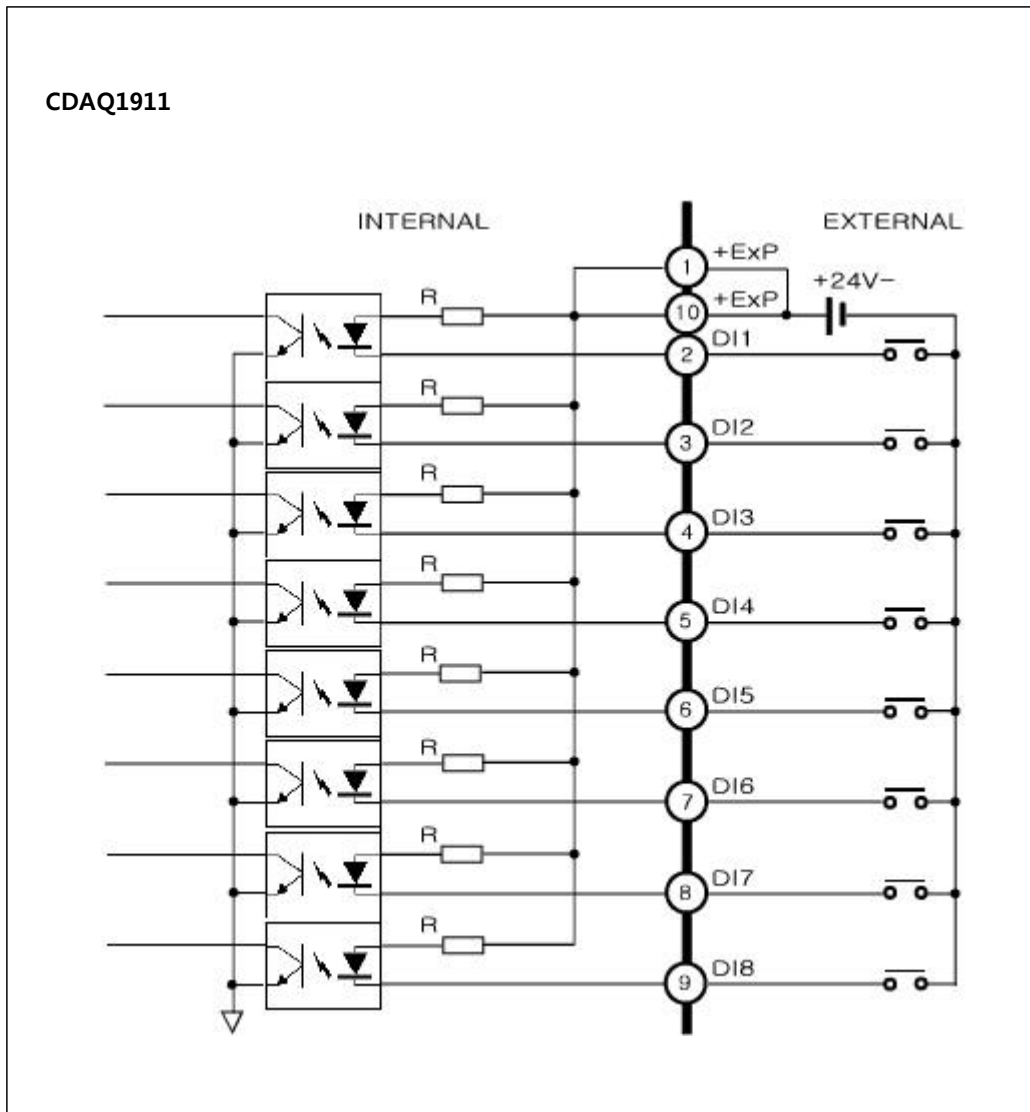 CDAQ1911
INTERNAL
EXTERNAL
1
+ExP
+24V-
R
10
+ExP
2
DI1
R
3
DI2
R
4
DI3
R
5
DI4
R
6
DI5
R
7
DI6
R
8
DI7
R
9
DI8